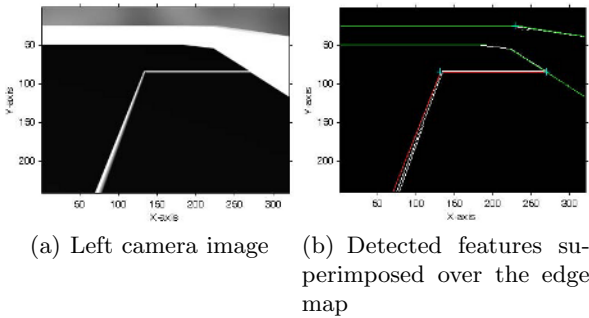 50
100
150
200
Y-axis
50 100 150 200 250 300
X-axis
(a) Left camera image
50
100
150
200
Y-axis
50 100 150 200 250 300
X-axis
(b) Detected features su-
perimposed over the edge
map